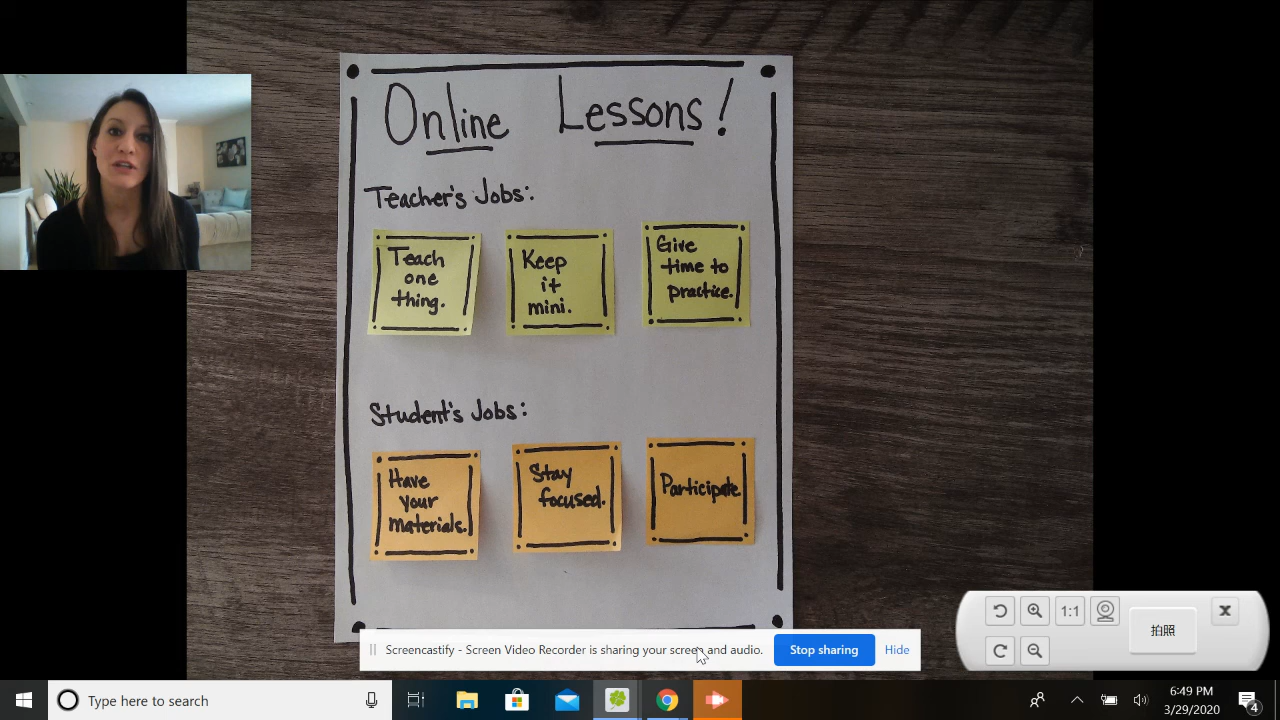 Online Lessons!
Teacher's Jobs:
Teach
one
thing.
Keep
it
mini.
Give
time to
practice.
Student's Jobs:
Have
your
materials.
Stay
focused.
Participate
Screencastify - Screen Video Recorder is sharing your screen and audio.
Stop sharing
Hide
1:1
拍照
x
Type here to search
6:49 PM
3/29/2020
4